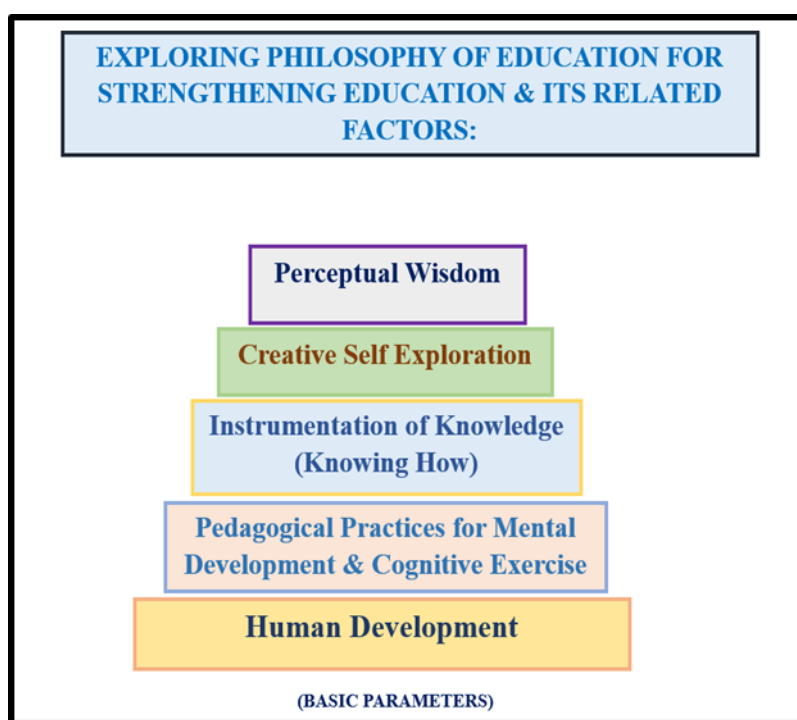 EXPLORING PHILOSOPHY OF EDUCATION FOR
STRENGTHENING EDUCATION & ITS RELATED
FACTORS:
Perceptual Wisdom
Creative Self Exploration
Instrumentation of Knowledge
(Knowing How)
Pedagogical Practices for Mental
Development & Cognitive Exercise
Human Development
(BASIC PARAMETERS)